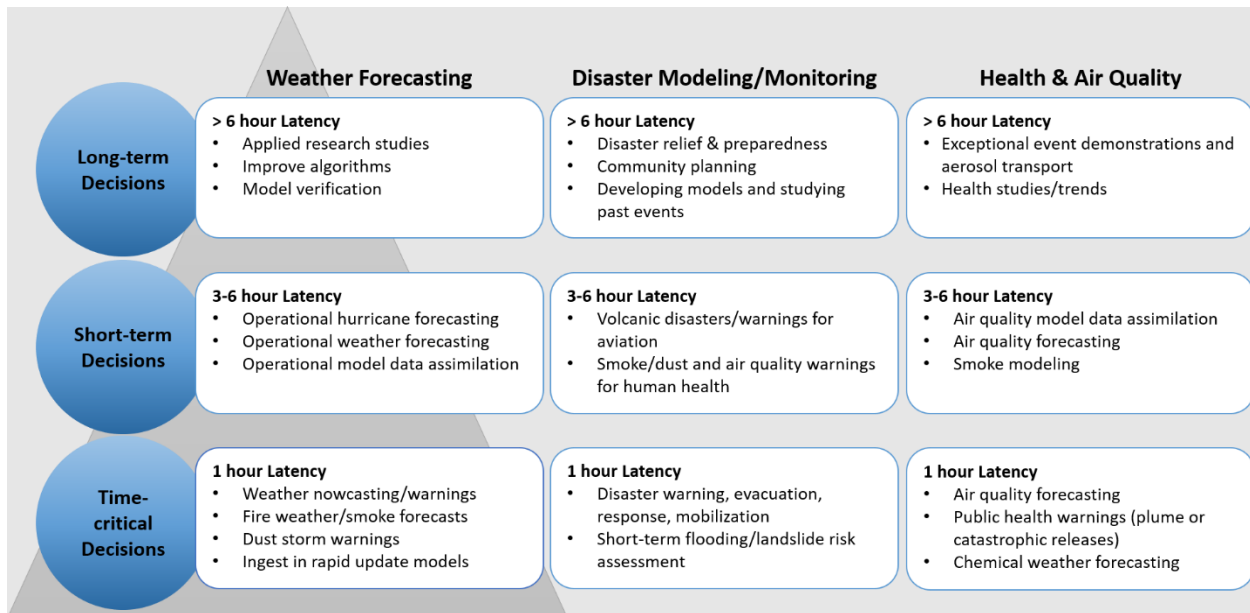 Weather Forecasting
Disaster Modeling/Monitoring
Health & Air Quality
Long-term
Decisions
> 6 hour Latency
• Applied research studies
• Improve algorithms
• Model verification
> 6 hour Latency
• Disaster relief & preparedness
• Community planning
• Developing models and studying
past events
> 6 hour Latency
• Exceptional event demonstrations and
aerosol transport
• Health studies/trends
Short-term
Decisions
3-6 hour Latency
• Operational hurricane forecasting
• Operational weather forecasting
• Operational model data assimilation
3-6 hour Latency
• Volcanic disasters/warnings for
aviation
• Smoke/dust and air quality warnings
for human health
3-6 hour Latency
• Air quality model data assimilation
• Air quality forecasting
• Smoke modeling
Time-
critical
Decisions
1 hour Latency
• Weather nowcasting/warnings
• Fire weather/smoke forecasts
• Dust storm warnings
• Ingest in rapid update models
1 hour Latency
• Disaster warning, evacuation,
response, mobilization
• Short-term flooding/landslide risk
assessment
1 hour Latency
• Air quality forecasting
• Public health warnings (plume or
catastrophic releases)
• Chemical weather forecasting